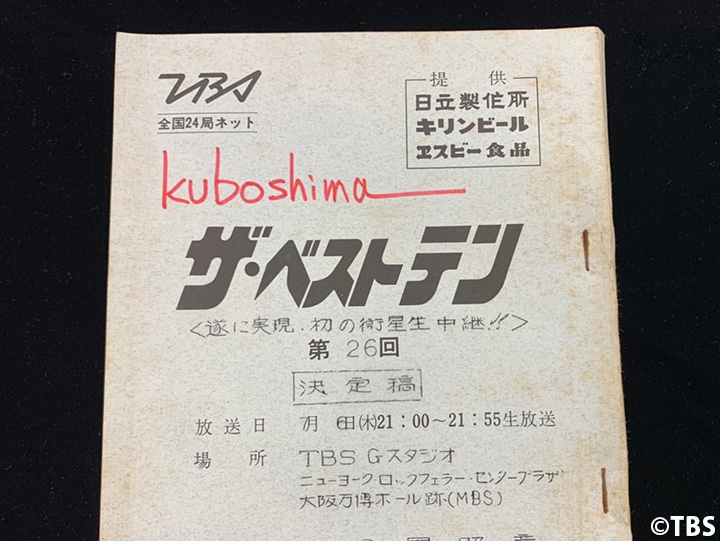 TBS
全国24局ネット
提供
日立製作所
キリンビール
ヱスビー食品
kuboshima
ザ・ベストテン
<遂に実現、初の衛星生中継!!>
第26回
決定稿
放送日 7月6日(木)21:00～21:55生放送
場所 TBS Gスタジオ
ニューヨーク・ロックフェラー・センタープラザ
大阪万博ホール跡(MBS)
©TBS